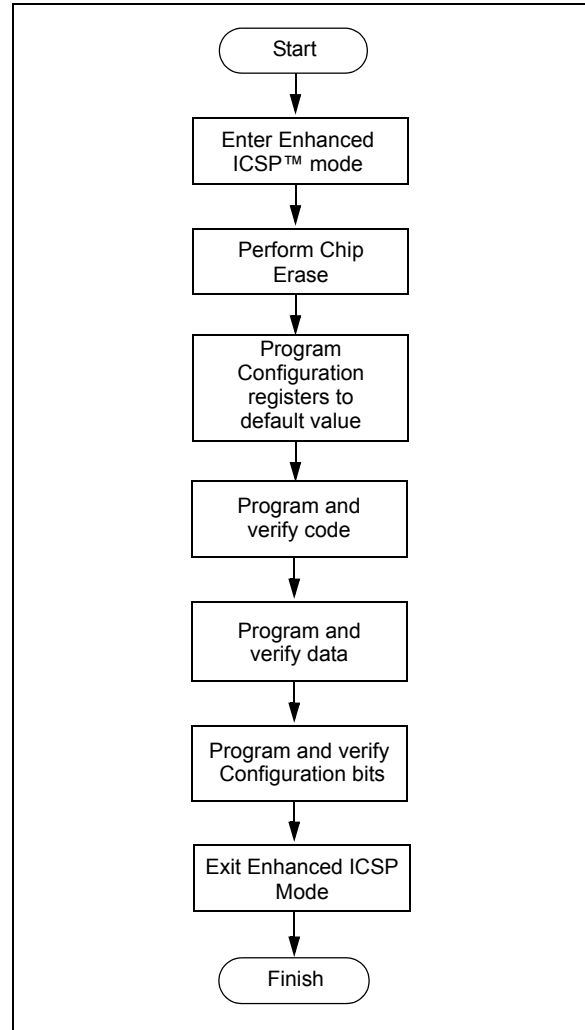 Start
Enter Enhanced
ICSP™ mode
Perform Chip
Erase
Program
Configuration
registers to
default value
Program and
verify code
Program and
verify data
Program and verify
Configuration bits
Exit Enhanced ICSP
Mode
Finish